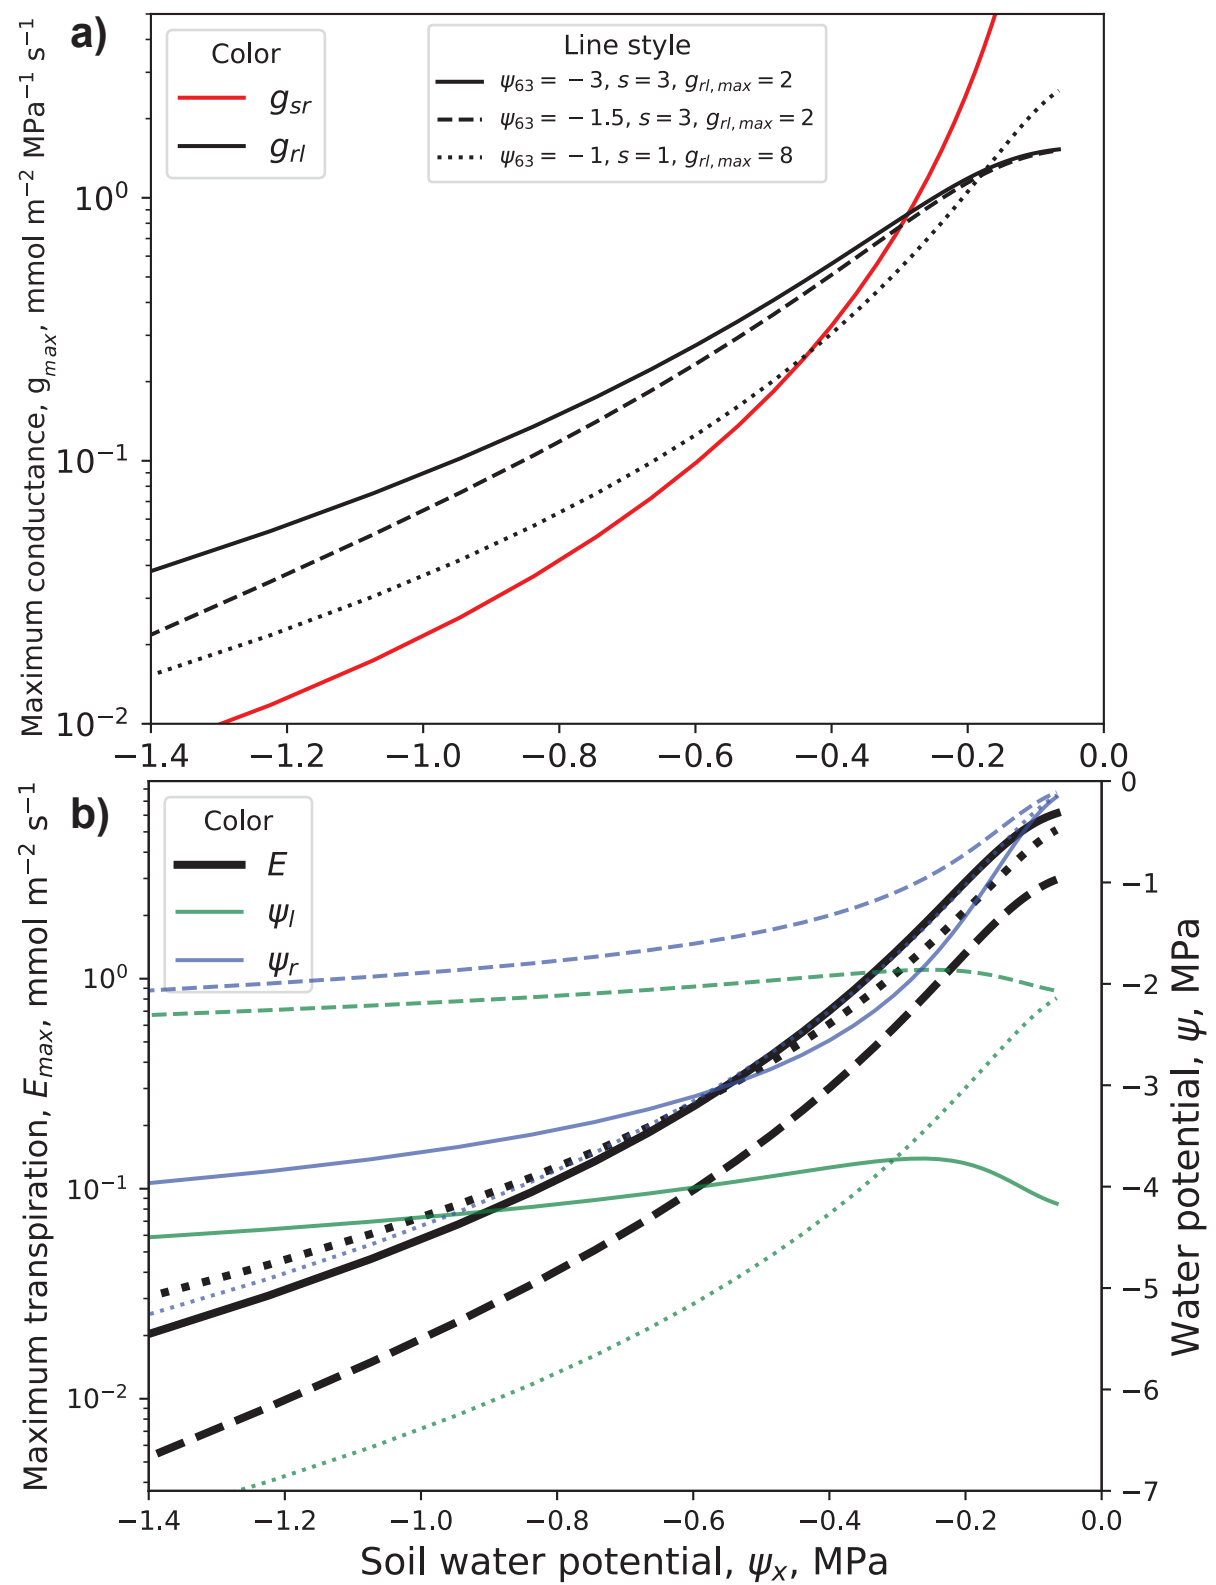 a)
Color
g_sr
g_rl
Line style
ψ₆₃ = −3, s = 3, g_rl,max = 2
ψ₆₃ = −1.5, s = 3, g_rl,max = 2
ψ₆₃ = −1, s = 1, g_rl,max = 8
Maximum conductance, g_max, mmol m⁻² MPa⁻¹ s⁻¹
10⁰
10⁻¹
10⁻²
−1.4 −1.2 −1.0 −0.8 −0.6 −0.4 −0.2 0.0
b)
Color
E
ψ_l
ψ_r
Maximum transpiration, E_max, mmol m⁻² s⁻¹
10⁰
10⁻¹
10⁻²
0
−1
−2
−3
−4
−5
−6
−7
Water potential, ψ, MPa
−1.4 −1.2 −1.0 −0.8 −0.6 −0.4 −0.2 0.0
Soil water potential, ψ_x, MPa